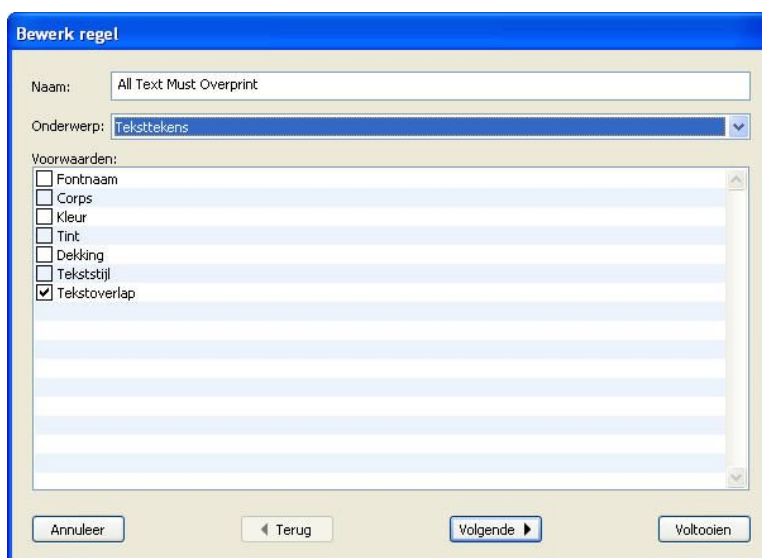 Bewerk regel
Naam: All Text Must Overprint
Onderwerp: Teksttekens
Voorwaarden:
Fontnaam
Corps
Kleur
Tint
Dekking
Tekststijl
Tekstoverlap
Annuleer Terug Volgende Voltooien